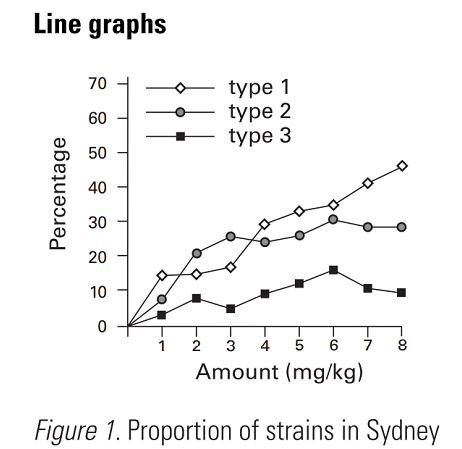 Line graphs
70
60
50
40
30
20
10
0
Percentage
type 1
type 2
type 3
1 2 3 4 5 6 7 8
Amount (mg/kg)
Figure 1. Proportion of strains in Sydney